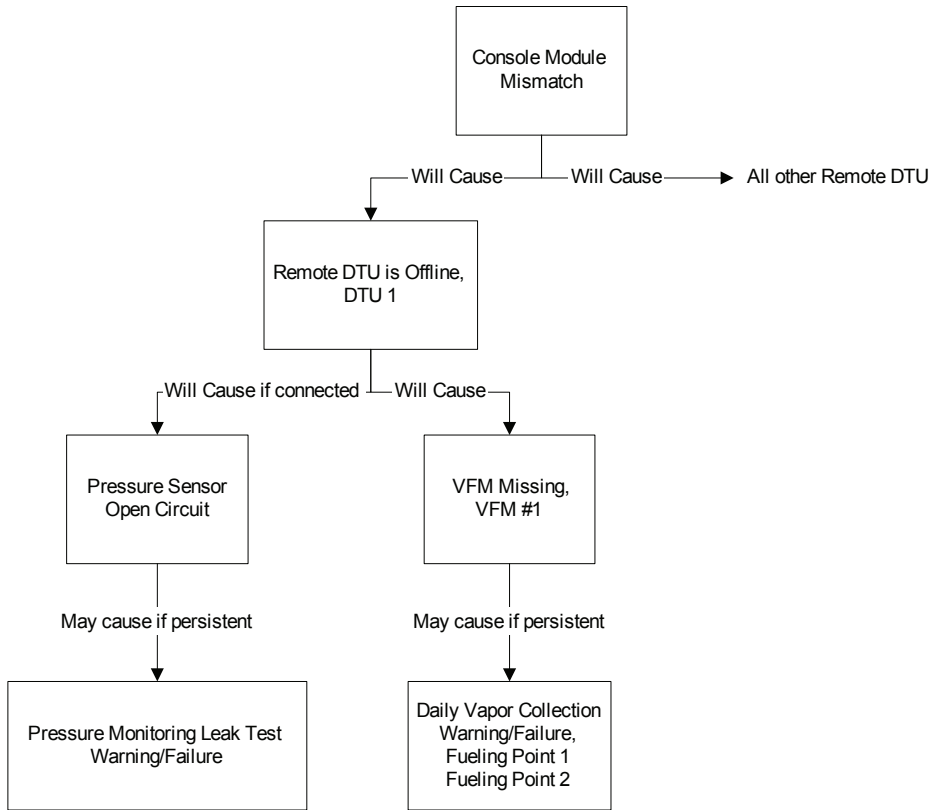 Console Module
Mismatch
Will Cause
Will Cause
All other Remote DTU
Remote DTU is Offline,
DTU 1
Will Cause if connected
Will Cause
Pressure Sensor
Open Circuit
VFM Missing,
VFM #1
May cause if persistent
May cause if persistent
Pressure Monitoring Leak Test
Warning/Failure
Daily Vapor Collection
Warning/Failure,
Fueling Point 1
Fueling Point 2